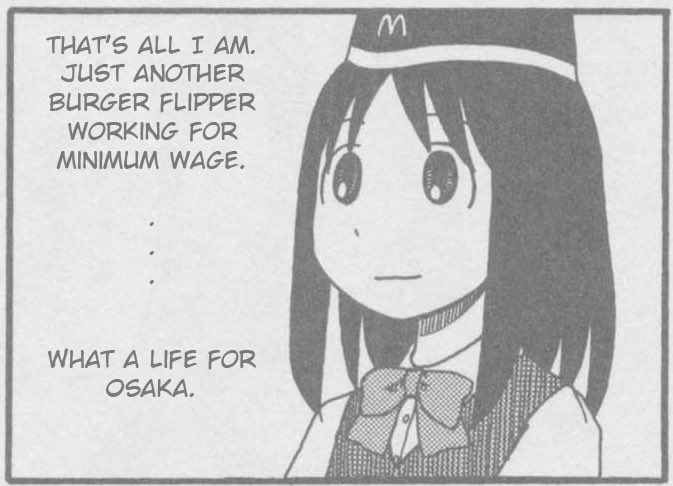 M
THAT'S ALL I AM.
JUST ANOTHER
BURGER FLIPPER
WORKING FOR
MINIMUM WAGE.
.
.
.
WHAT A LIFE FOR
OSAKA.